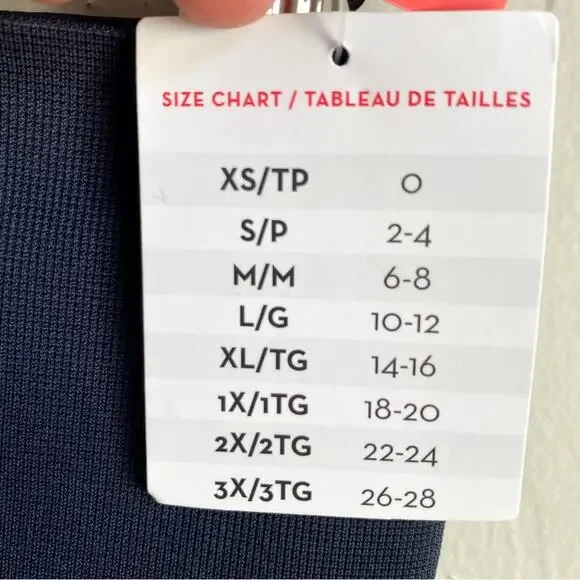 SIZE CHART / TABLEAU DE TAILLES
XS/TP 0
S/P 2-4
M/M 6-8
L/G 10-12
XL/TG 14-16
1X/1TG 18-20
2X/2TG 22-24
3X/3TG 26-28